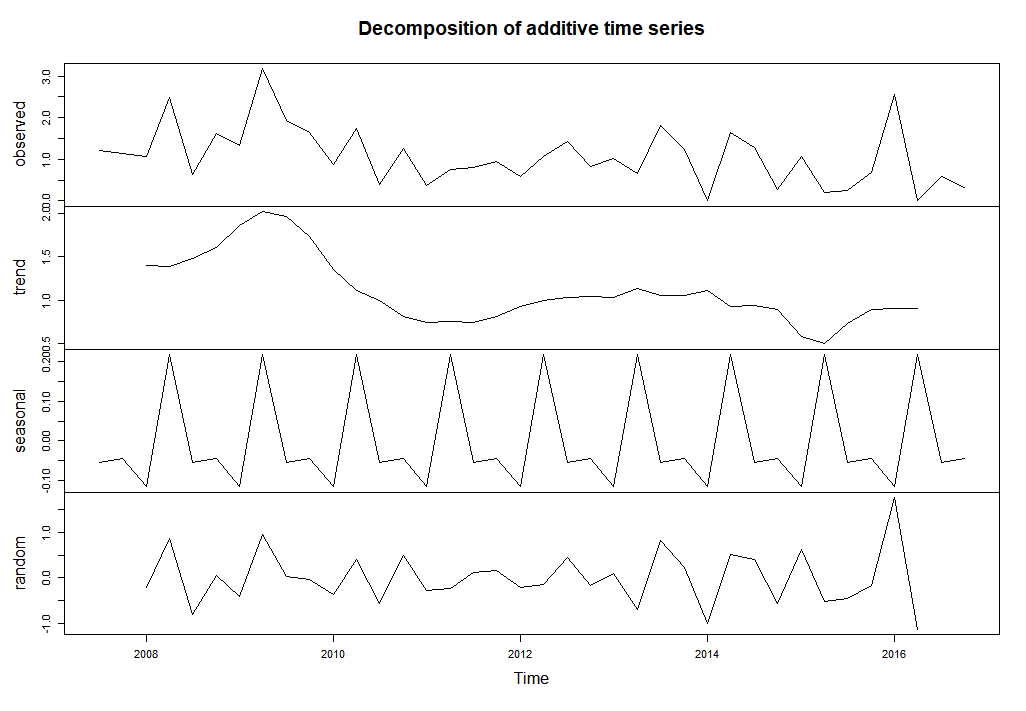 Decomposition of additive time series
observed
0.0 1.0 2.0 3.0
trend
0.5 1.0 1.5 2.0
seasonal
-0.10 0.00 0.10 0.20
random
-1.0 0.0 1.0
2008 2010 2012 2014 2016
Time